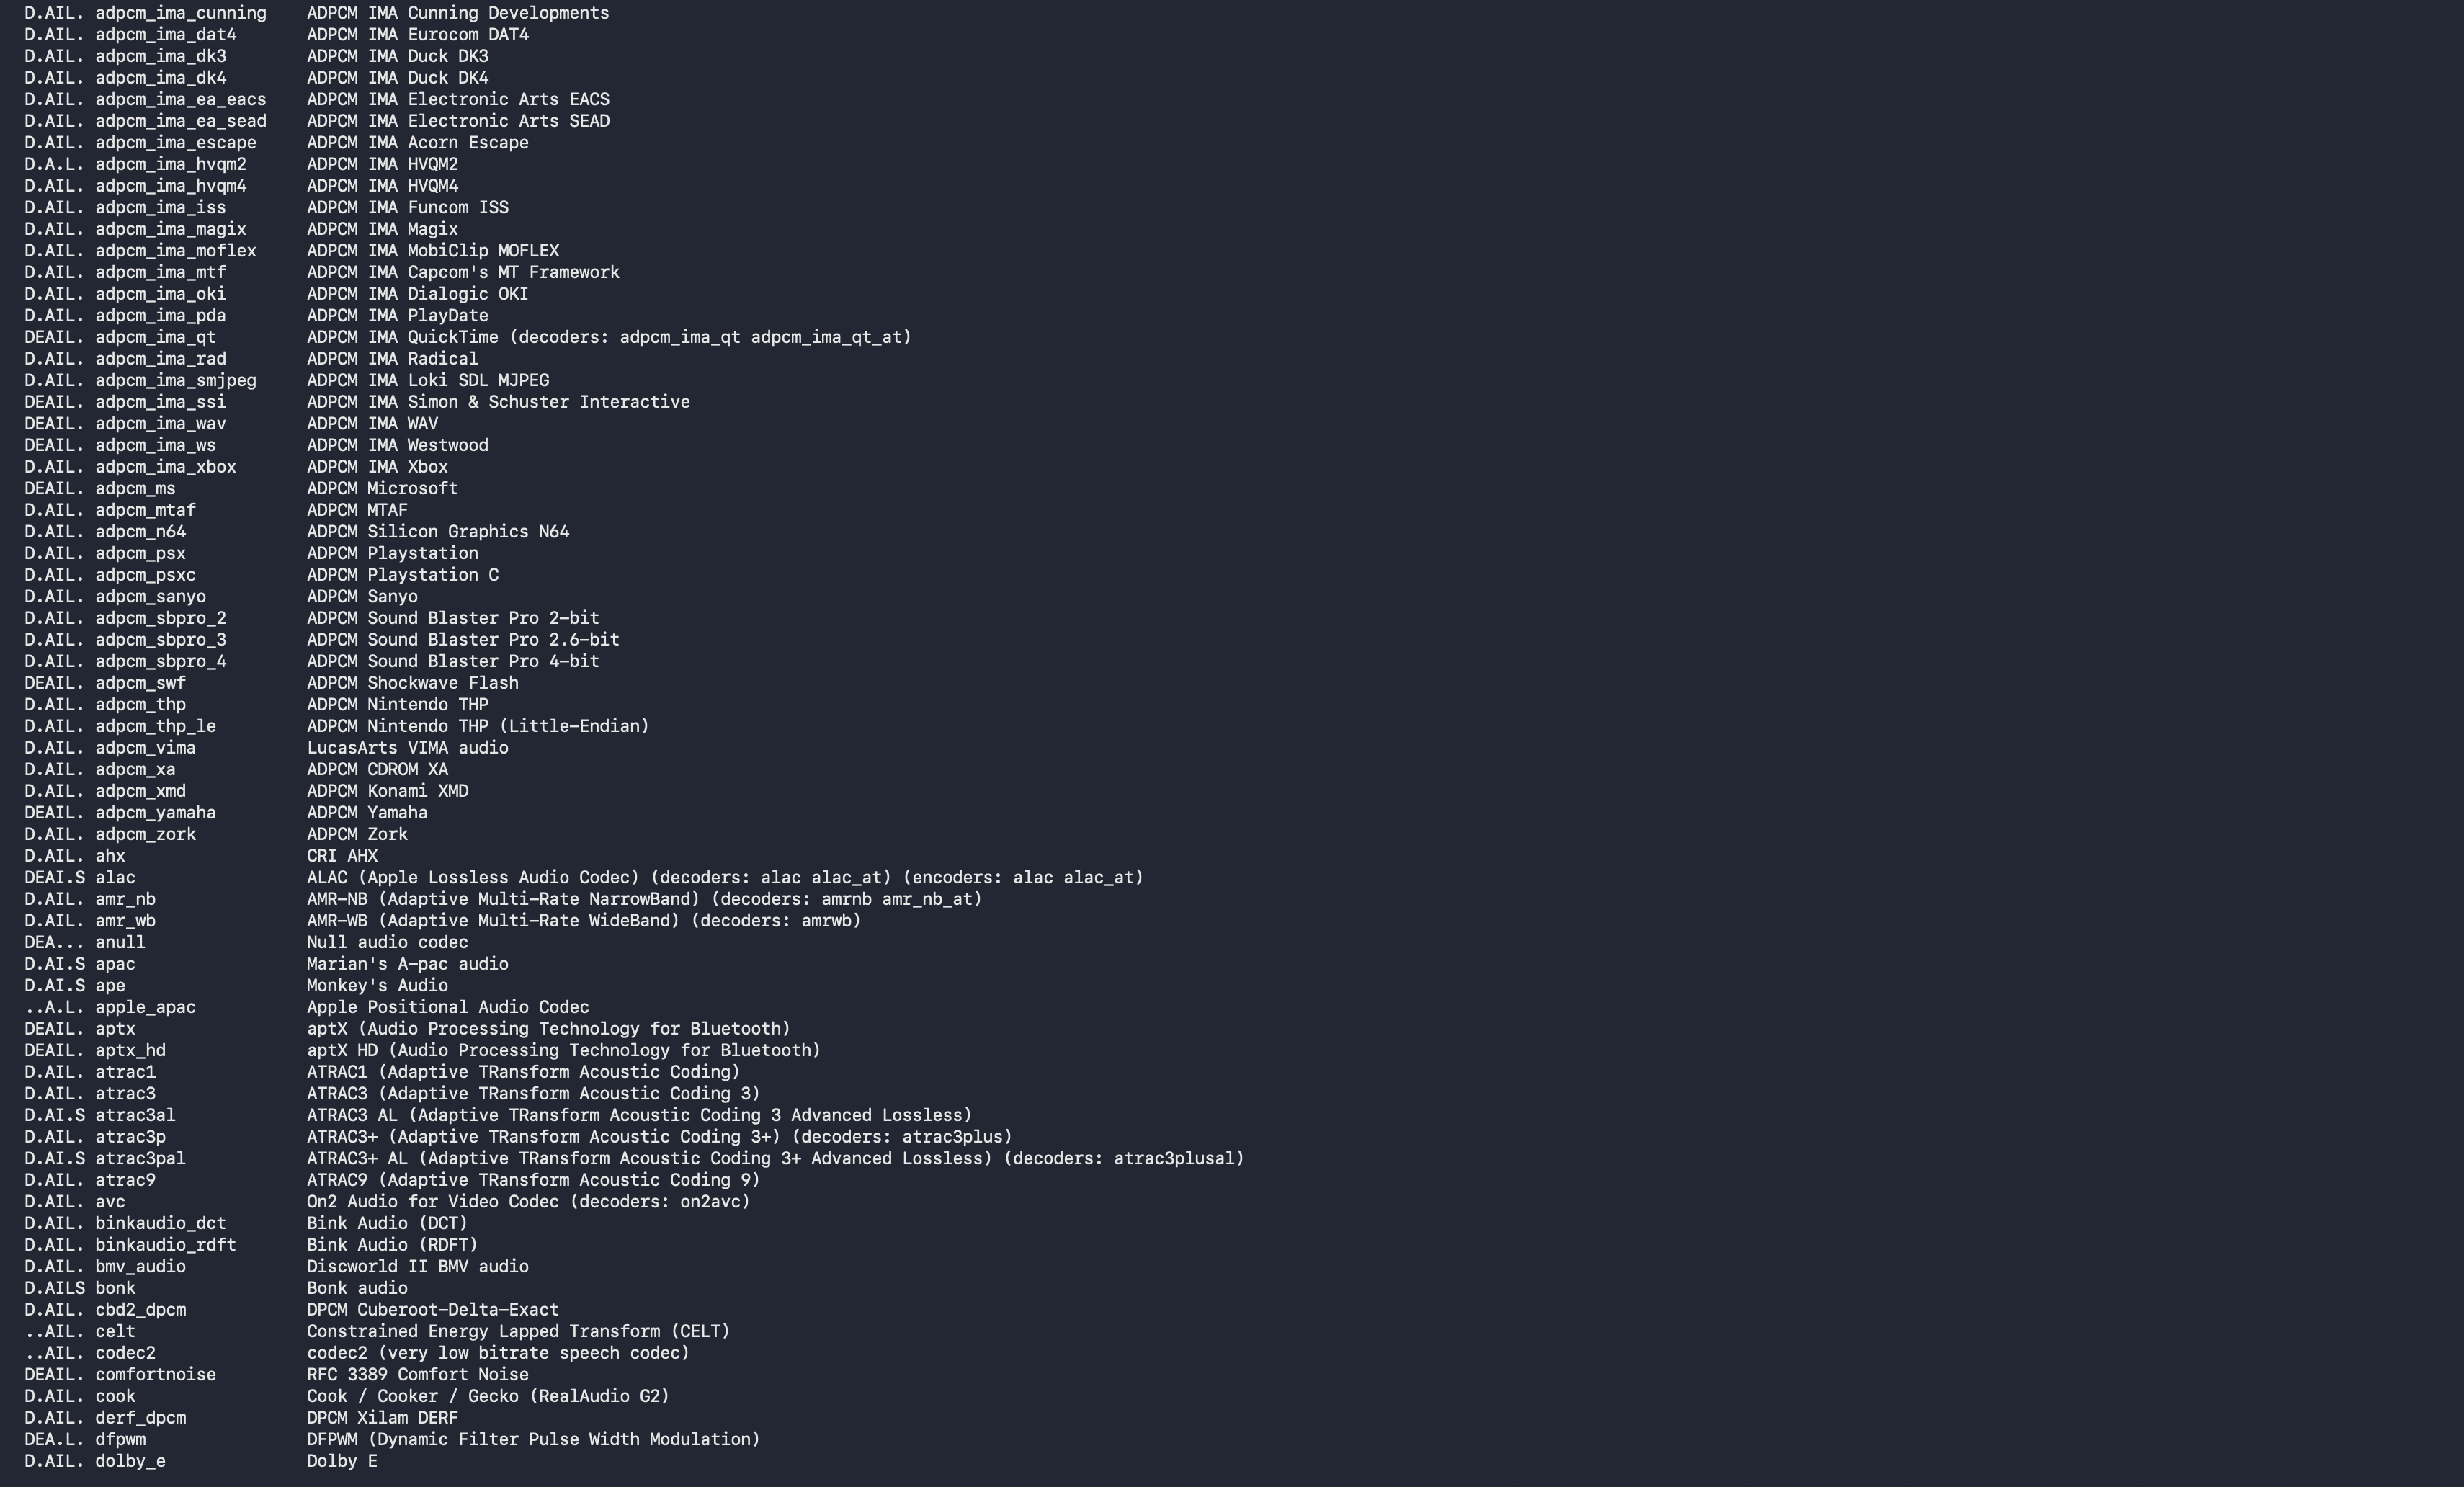 D.AIL. adpcm_ima_cunning    ADPCM IMA Cunning Developments
D.AIL. adpcm_ima_dat4       ADPCM IMA Eurocom DAT4
D.AIL. adpcm_ima_dk3        ADPCM IMA Duck DK3
D.AIL. adpcm_ima_dk4        ADPCM IMA Duck DK4
D.AIL. adpcm_ima_ea_eacs    ADPCM IMA Electronic Arts EACS
D.AIL. adpcm_ima_ea_sead    ADPCM IMA Electronic Arts SEAD
D.AIL. adpcm_ima_escape     ADPCM IMA Acorn Escape
D.A.L. adpcm_ima_hvqm2      ADPCM IMA HVQM2
D.AIL. adpcm_ima_hvqm4      ADPCM IMA HVQM4
D.AIL. adpcm_ima_iss        ADPCM IMA Funcom ISS
D.AIL. adpcm_ima_magix      ADPCM IMA Magix
D.AIL. adpcm_ima_moflex     ADPCM IMA MobiClip MOFLEX
D.AIL. adpcm_ima_mtf        ADPCM IMA Capcom's MT Framework
D.AIL. adpcm_ima_oki        ADPCM IMA Dialogic OKI
D.AIL. adpcm_ima_pda        ADPCM IMA PlayDate
DEAIL. adpcm_ima_qt         ADPCM IMA QuickTime (decoders: adpcm_ima_qt adpcm_ima_qt_at)
D.AIL. adpcm_ima_rad        ADPCM IMA Radical
D.AIL. adpcm_ima_smjpeg     ADPCM IMA Loki SDL MJPEG
DEAIL. adpcm_ima_ssi        ADPCM IMA Simon & Schuster Interactive
DEAIL. adpcm_ima_wav        ADPCM IMA WAV
DEAIL. adpcm_ima_ws         ADPCM IMA Westwood
D.AIL. adpcm_ima_xbox       ADPCM IMA Xbox
DEAIL. adpcm_ms             ADPCM Microsoft
D.AIL. adpcm_mtaf           ADPCM MTAF
D.AIL. adpcm_n64            ADPCM Silicon Graphics N64
D.AIL. adpcm_psx            ADPCM Playstation
D.AIL. adpcm_psxc           ADPCM Playstation C
D.AIL. adpcm_sanyo          ADPCM Sanyo
D.AIL. adpcm_sbpro_2        ADPCM Sound Blaster Pro 2-bit
D.AIL. adpcm_sbpro_3        ADPCM Sound Blaster Pro 2.6-bit
D.AIL. adpcm_sbpro_4        ADPCM Sound Blaster Pro 4-bit
DEAIL. adpcm_swf            ADPCM Shockwave Flash
D.AIL. adpcm_thp            ADPCM Nintendo THP
D.AIL. adpcm_thp_le         ADPCM Nintendo THP (Little-Endian)
D.AIL. adpcm_vima           LucasArts VIMA audio
D.AIL. adpcm_xa             ADPCM CDROM XA
D.AIL. adpcm_xmd            ADPCM Konami XMD
DEAIL. adpcm_yamaha         ADPCM Yamaha
D.AIL. adpcm_zork           ADPCM Zork
D.AIL. ahx                  CRI AHX
DEAI.S alac                 ALAC (Apple Lossless Audio Codec) (decoders: alac alac_at) (encoders: alac alac_at)
D.AIL. amr_nb               AMR-NB (Adaptive Multi-Rate NarrowBand) (decoders: amrnb amr_nb_at)
D.AIL. amr_wb               AMR-WB (Adaptive Multi-Rate WideBand) (decoders: amrwb)
DEA... anull                Null audio codec
D.AI.S apac                 Marian's A-pac audio
D.AI.S ape                  Monkey's Audio
..A.L. apple_apac           Apple Positional Audio Codec
DEAIL. aptx                 aptX (Audio Processing Technology for Bluetooth)
DEAIL. aptx_hd              aptX HD (Audio Processing Technology for Bluetooth)
D.AIL. atrac1               ATRAC1 (Adaptive TRansform Acoustic Coding)
D.AIL. atrac3               ATRAC3 (Adaptive TRansform Acoustic Coding 3)
D.AI.S atrac3al             ATRAC3 AL (Adaptive TRansform Acoustic Coding 3 Advanced Lossless)
D.AIL. atrac3p              ATRAC3+ (Adaptive TRansform Acoustic Coding 3+) (decoders: atrac3plus)
D.AI.S atrac3pal            ATRAC3+ AL (Adaptive TRansform Acoustic Coding 3+ Advanced Lossless) (decoders: atrac3plusal)
D.AIL. atrac9               ATRAC9 (Adaptive TRansform Acoustic Coding 9)
D.AIL. avc                  On2 Audio for Video Codec (decoders: on2avc)
D.AIL. binkaudio_dct        Bink Audio (DCT)
D.AIL. binkaudio_rdft       Bink Audio (RDFT)
D.AIL. bmv_audio            Discworld II BMV audio
D.AILS bonk                 Bonk audio
D.AIL. cbd2_dpcm            DPCM Cuberoot-Delta-Exact
..AIL. celt                 Constrained Energy Lapped Transform (CELT)
..AIL. codec2               codec2 (very low bitrate speech codec)
DEAIL. comfortnoise         RFC 3389 Comfort Noise
D.AIL. cook                 Cook / Cooker / Gecko (RealAudio G2)
D.AIL. derf_dpcm            DPCM Xilam DERF
DEA.L. dfpwm                DFPWM (Dynamic Filter Pulse Width Modulation)
D.AIL. dolby_e              Dolby E